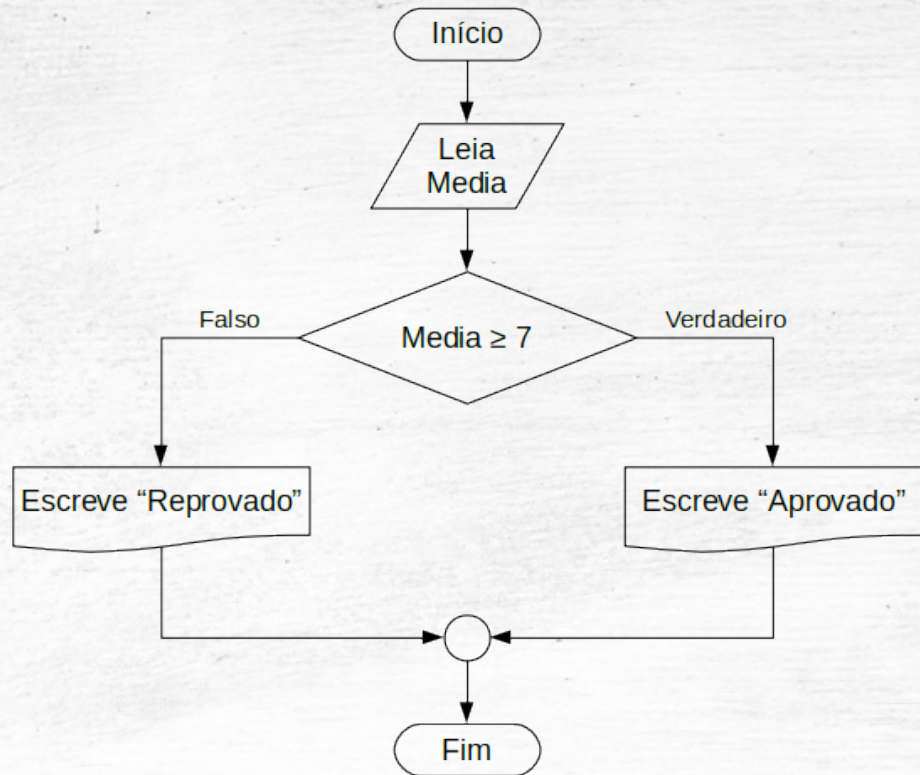 Início
Leia
Media
Falso
Media ≥ 7
Verdadeiro
Escreve “Reprovado”
Escreve “Aprovado”
Fim